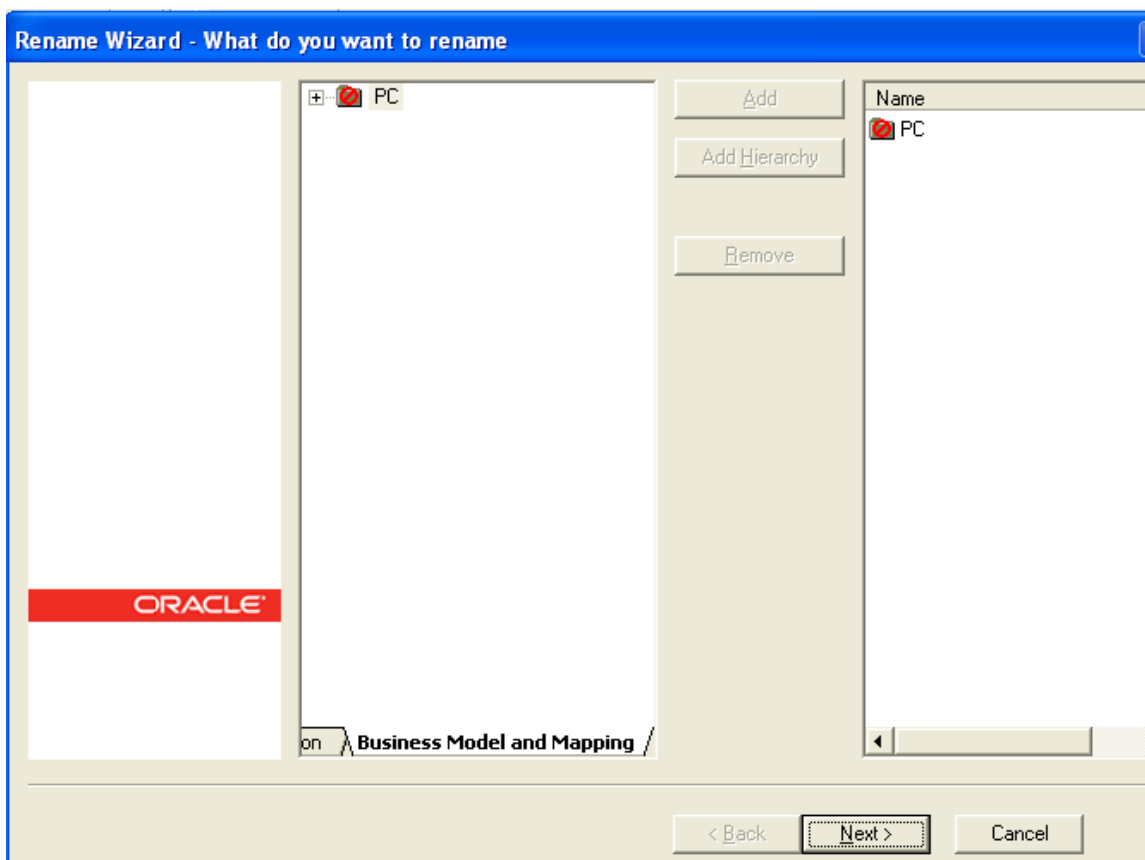 Rename Wizard - What do you want to rename
PC
Add
Add Hierarchy
Remove
Name
PC
ORACLE
on
Business Model and Mapping
< Back
Next >
Cancel